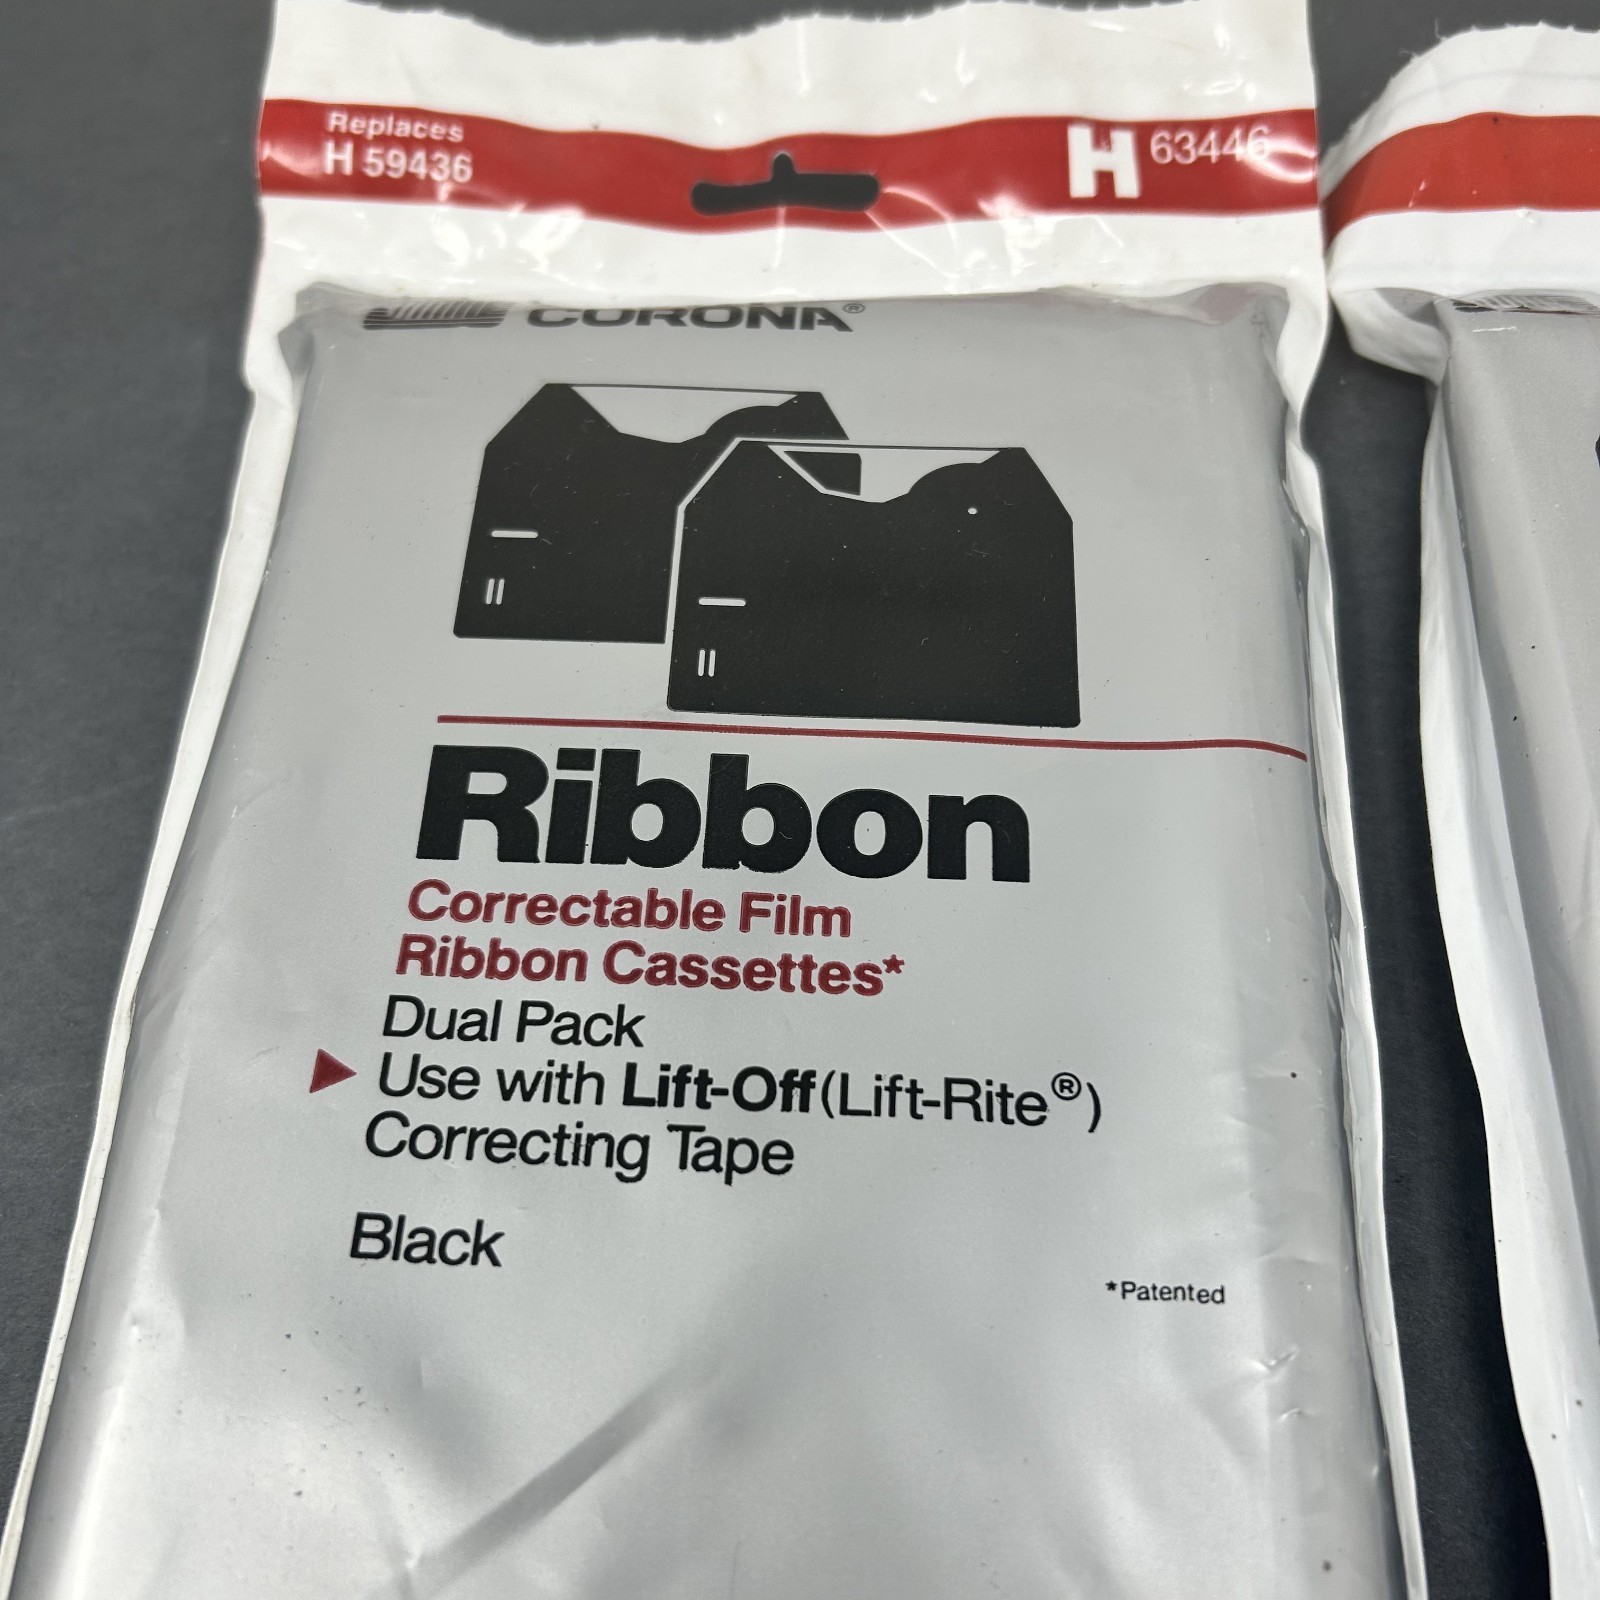 Replaces
H 59436
H 63446
CORONA®
Ribbon
Correctable Film
Ribbon Cassettes*
Dual Pack
Use with Lift-Off (Lift-Rite®)
Correcting Tape
Black
*Patented